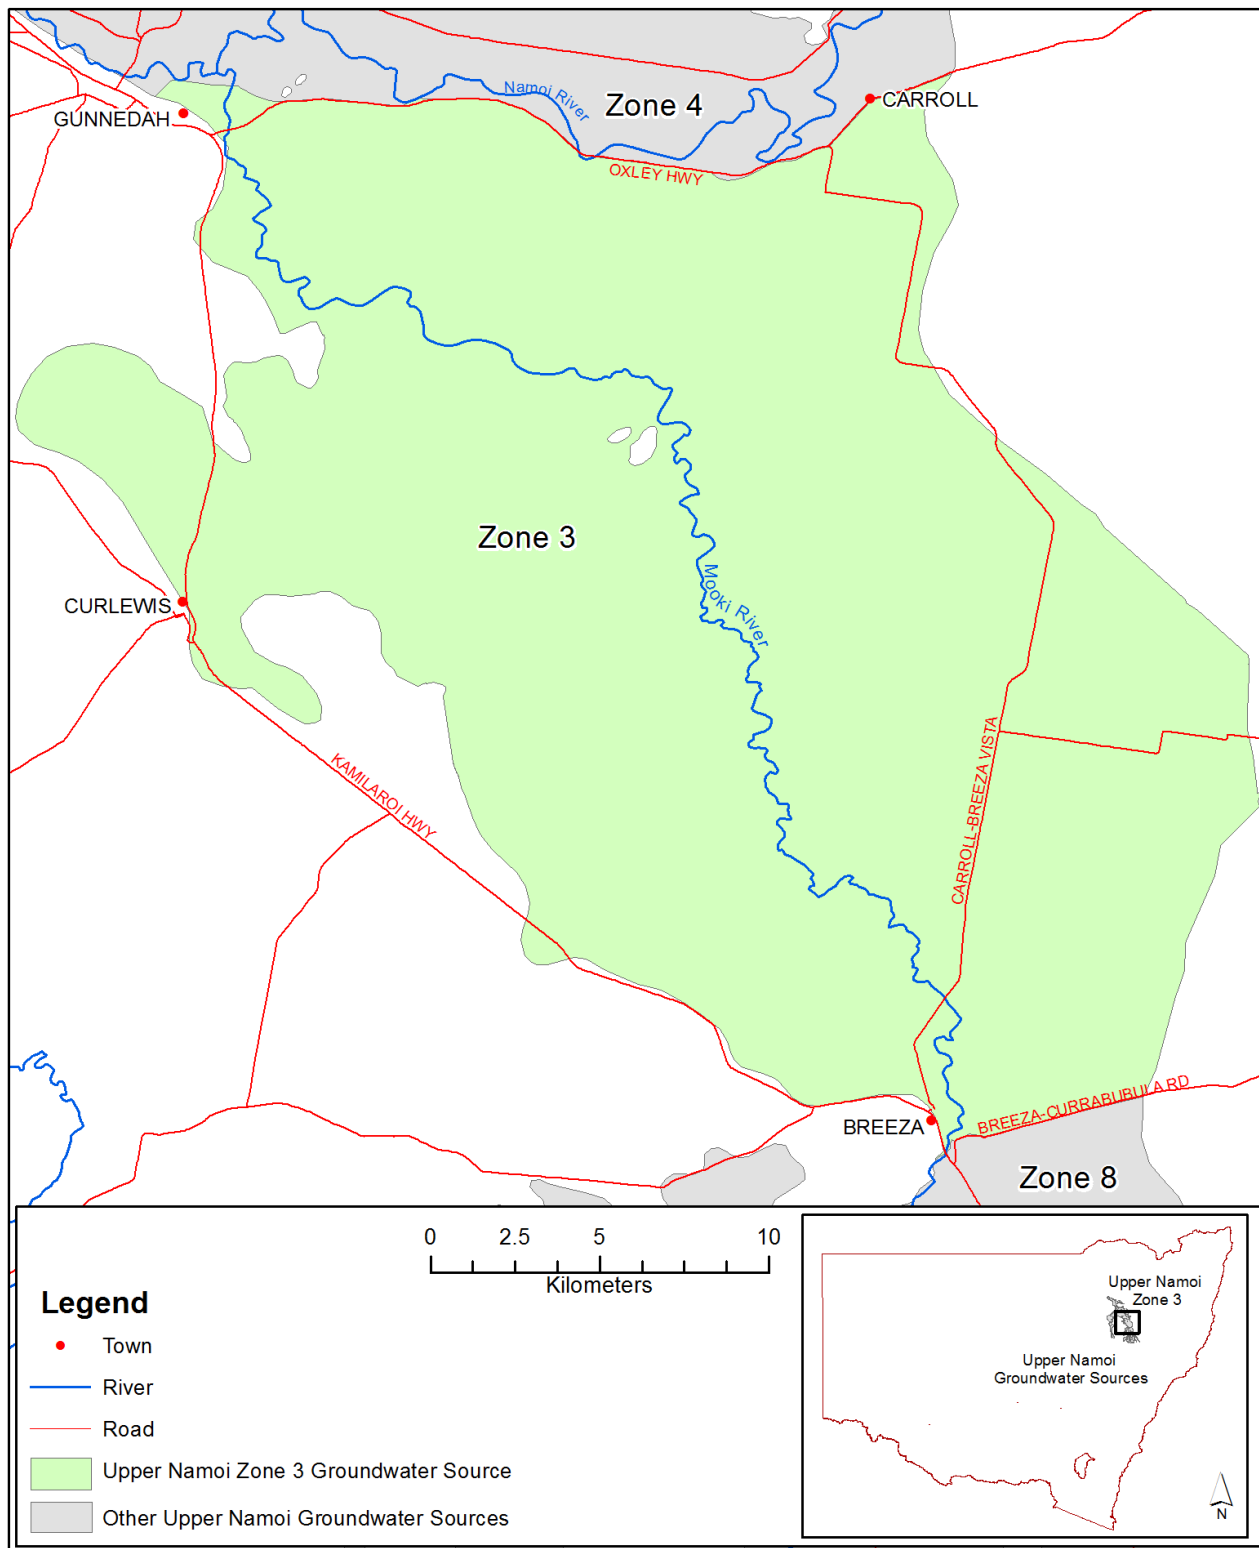 Namoi River
Zone 4
CARROLL
GUNNEDAH
OXLEY HWY
Zone 3
Mooki River
CURLEWIS
CARROLL-BREEZA VISTA
KAMILAROI HWY
BREEZA-CURRABUBULA RD
BREEZA
Zone 8
0 2.5 5 10
Kilometers
Legend
Town
River
Road
Upper Namoi Zone 3 Groundwater Source
Other Upper Namoi Groundwater Sources
Upper Namoi
Zone 3
Upper Namoi
Groundwater Sources
N